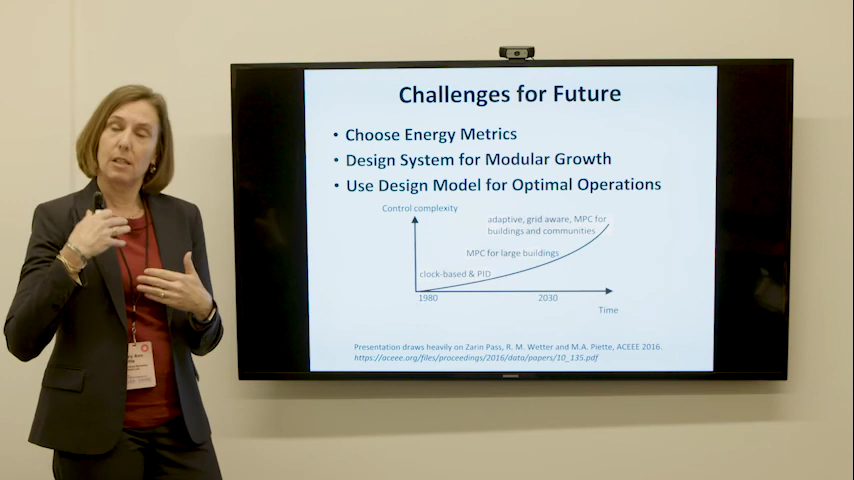 Challenges for Future
• Choose Energy Metrics
• Design System for Modular Growth
• Use Design Model for Optimal Operations
Control complexity
adaptive, grid aware, MPC for
buildings and communities
MPC for large buildings
clock-based & PID
1980
2030
Time
Presentation draws heavily on Zarin Pass, R. M. Wetter and M.A. Piette, ACEEE 2016.
https://aceee.org/files/proceedings/2016/data/papers/10_135.pdf